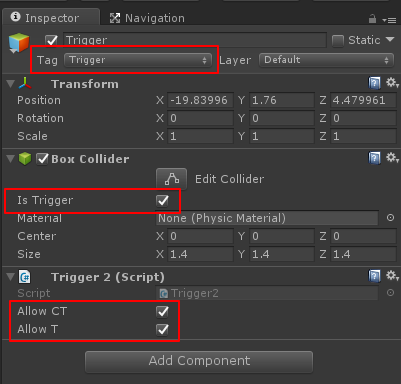 Inspector Navigation
Trigger Static
Tag Trigger Layer Default
Transform
Position X -19.83996 Y 1.76 Z 4.479961
Rotation X 0 Y 0 Z 0
Scale X 1 Y 1 Z 1
Box Collider
Edit Collider
Is Trigger
Material None (Physic Material)
Center X 0 Y 0 Z 0
Size X 1.4 Y 1.4 Z 1.4
Trigger 2 (Script)
Script Trigger2
Allow CT
Allow T
Add Component